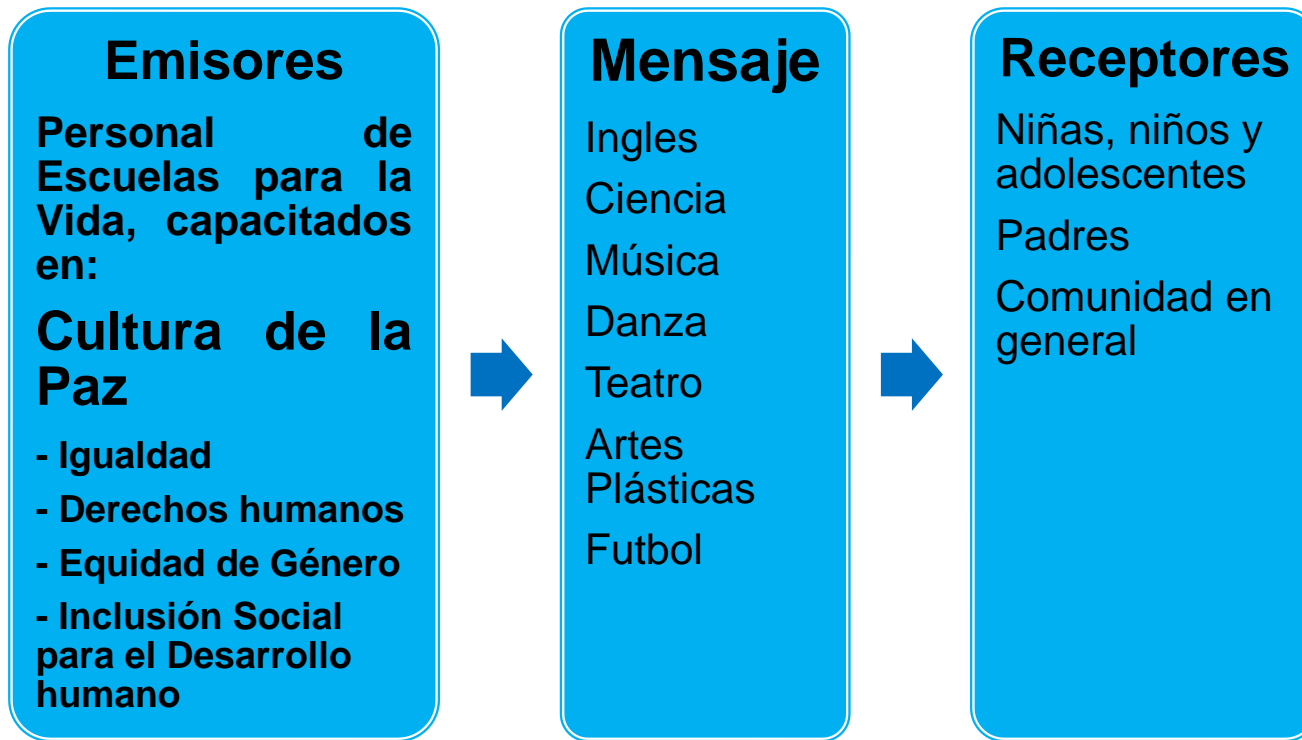 Emisores
Personal de
Escuelas para la
Vida, capacitados
en:
Cultura de la
Paz
- Igualdad
- Derechos humanos
- Equidad de Género
- Inclusión Social
para el Desarrollo
humano
Mensaje
Ingles
Ciencia
Música
Danza
Teatro
Artes
Plásticas
Futbol
Receptores
Niñas, niños y
adolescentes
Padres
Comunidad en
general